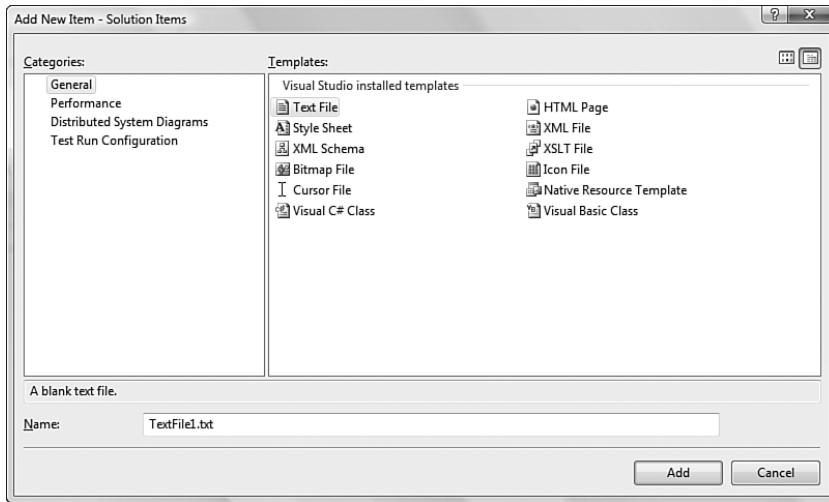 Add New Item - Solution Items
Categories:
Templates:
General
Performance
Distributed System Diagrams
Test Run Configuration
Visual Studio installed templates
Text File
HTML Page
Style Sheet
XML File
XML Schema
XSLT File
Bitmap File
Icon File
Cursor File
Native Resource Template
Visual C# Class
Visual Basic Class
A blank text file.
Name:
TextFile1.txt
Add
Cancel